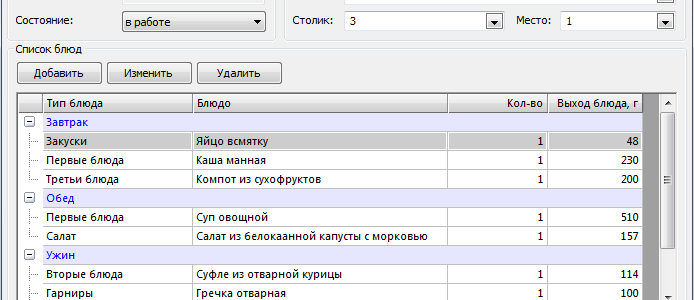 Состояние: в работе Столик: 3 Место: 1
Список блюд
Добавить Изменить Удалить
Тип блюда Блюдо Кол-во Выход блюда, г
Завтрак
Закуски Яйцо всмятку 1 48
Первые блюда Каша манная 1 230
Третьи блюда Компот из сухофруктов 1 200
Обед
Первые блюда Суп овощной 1 510
Салат Салат из белокаанной капусты с морковью 1 157
Ужин
Вторые блюда Суфле из отварной курицы 1 114
Гарниры Гречка отварная 1 100